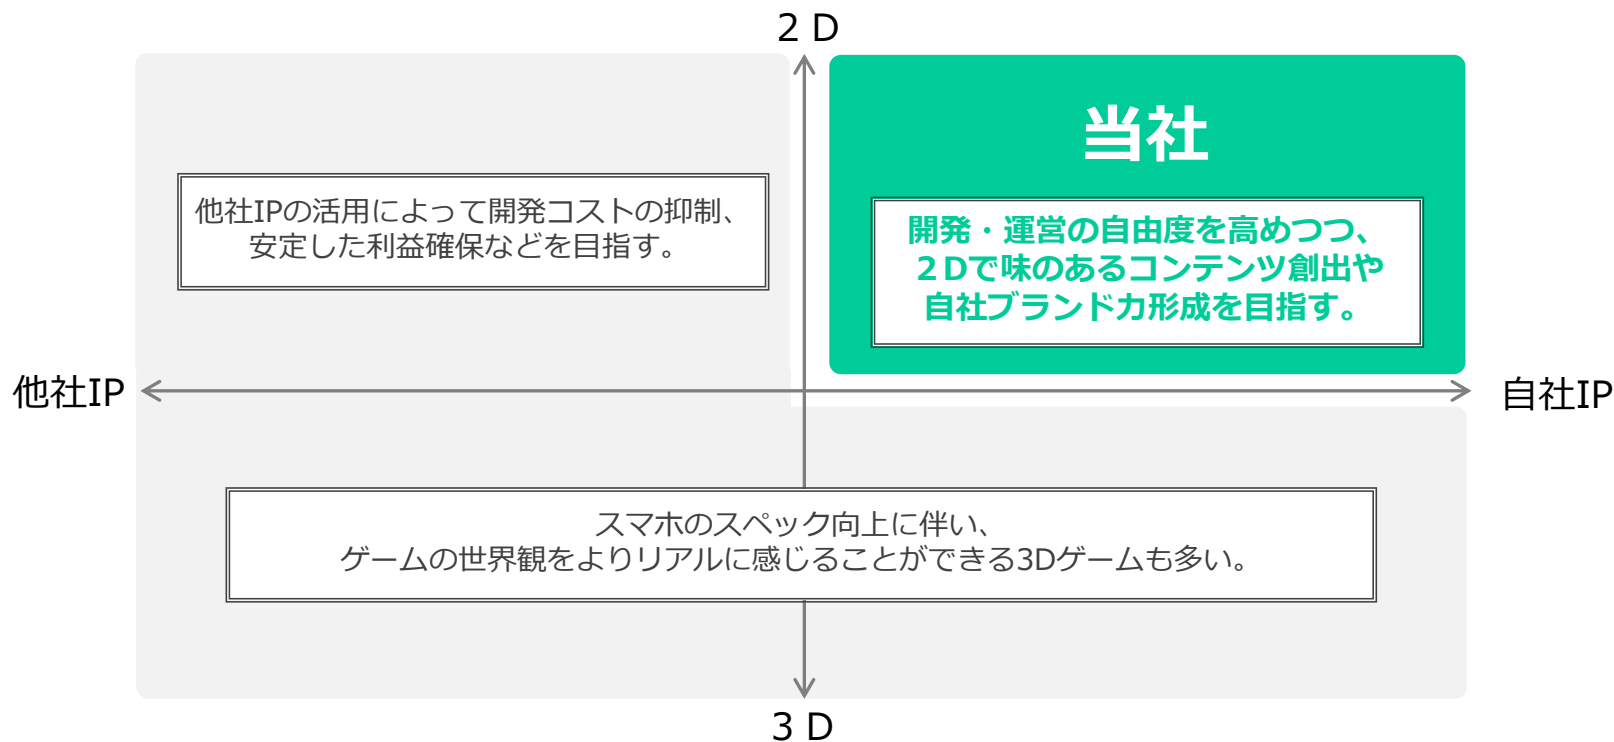 ２Ｄ
当社
他社IPの活用によって開発コストの抑制、
安定した利益確保などを目指す。
開発・運営の自由度を高めつつ、
２Dで味のあるコンテンツ創出や
自社ブランド力形成を目指す。
他社IP
自社IP
スマホのスペック向上に伴い、
ゲームの世界観をよりリアルに感じることができる3Dゲームも多い。
３Ｄ